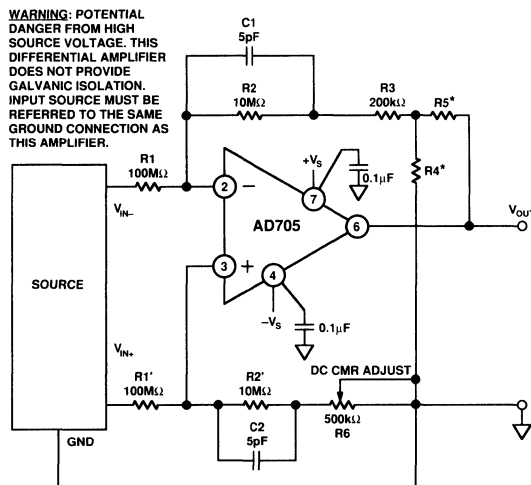 WARNING: POTENTIAL
DANGER FROM HIGH
SOURCE VOLTAGE. THIS
DIFFERENTIAL AMPLIFIER
DOES NOT PROVIDE
GALVANIC ISOLATION.
INPUT SOURCE MUST BE
REFERRED TO THE SAME
GROUND CONNECTION AS
THIS AMPLIFIER.
C1
5pF
R2
10MΩ
R3
200kΩ
R5*
R4*
R1
100MΩ
+VS
0.1µF
VIN–
2
–
7
AD705
6
VOUT
3
+
4
SOURCE
–VS
0.1µF
VIN+
DC CMR ADJUST
R1'
100MΩ
R2'
10MΩ
500kΩ
R6
C2
5pF
GND